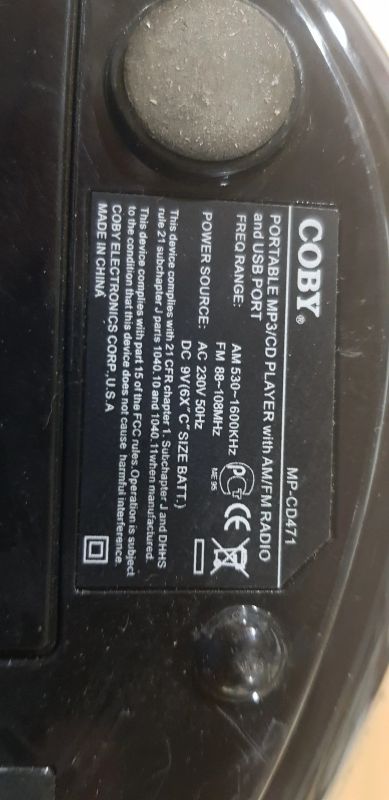 COBY®
MP-CD471
PORTABLE MP3/CD PLAYER with AM/FM RADIO
and USB PORT
FREQ RANGE: AM 530~1600KHz
FM 88~108MHz
POWER SOURCE: AC 230V 50Hz
DC 9V(6X"C"SIZE BATT.)
PCT
ME 95
CE
This device complies with 21 CFR chapter 1. Subchapter J and DHHS
rule 21 subchapter J parts 1040.10 and 1040.11when manufactured.
This device complies with part 15 of the FCC rules.Operation is subject
to the condition that this device does not cause harmful interference.
COBY ELECTRONICS CORP.,U.S.A
MADE IN CHINA